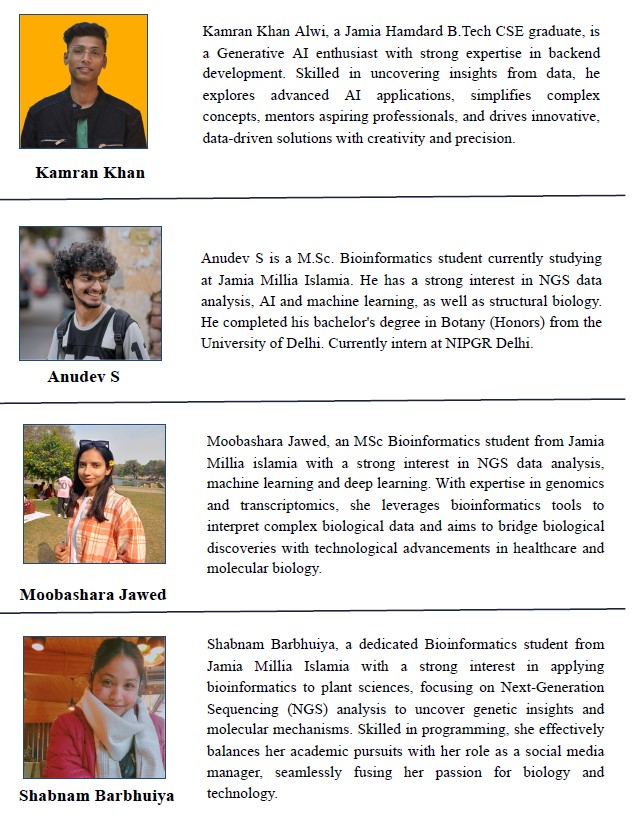 Kamran Khan Alwi, a Jamia Hamdard B.Tech CSE graduate, is
a Generative AI enthusiast with strong expertise in backend
development. Skilled in uncovering insights from data, he
explores advanced AI applications, simplifies complex
concepts, mentors aspiring professionals, and drives innovative,
data-driven solutions with creativity and precision.
Kamran Khan
Anudev S is a M.Sc. Bioinformatics student currently studying
at Jamia Millia Islamia. He has a strong interest in NGS data
analysis, AI and machine learning, as well as structural biology.
He completed his bachelor's degree in Botany (Honors) from the
University of Delhi. Currently intern at NIPGR Delhi.
Anudev S
Moobashara Jawed, an MSc Bioinformatics student from Jamia
Millia islamia with a strong interest in NGS data analysis,
machine learning and deep learning. With expertise in genomics
and transcriptomics, she leverages bioinformatics tools to
interpret complex biological data and aims to bridge biological
discoveries with technological advancements in healthcare and
molecular biology.
Moobashara Jawed
Shabnam Barbhuiya, a dedicated Bioinformatics student from
Jamia Millia Islamia with a strong interest in applying
bioinformatics to plant sciences, focusing on Next-Generation
Sequencing (NGS) analysis to uncover genetic insights and
molecular mechanisms. Skilled in programming, she effectively
balances her academic pursuits with her role as a social media
manager, seamlessly fusing her passion for biology and
technology.
Shabnam Barbhuiya